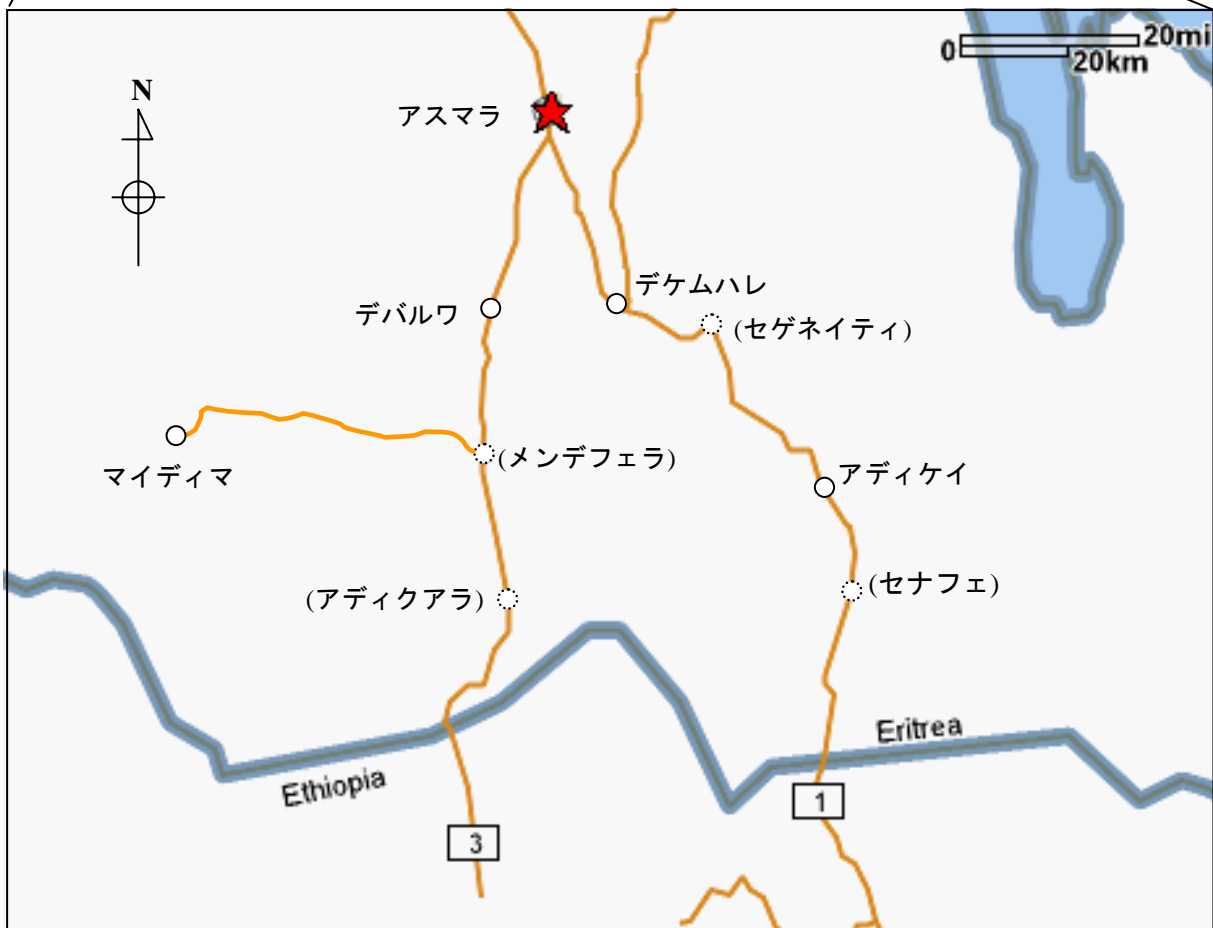 0 20mi
20km
N
アスマラ
デケムハレ
デバルワ
(セゲネイティ)
(メンデフェラ)
マイディマ
アディケイ
(セナフェ)
(アディクアラ)
Eritrea
Ethiopia
1
3